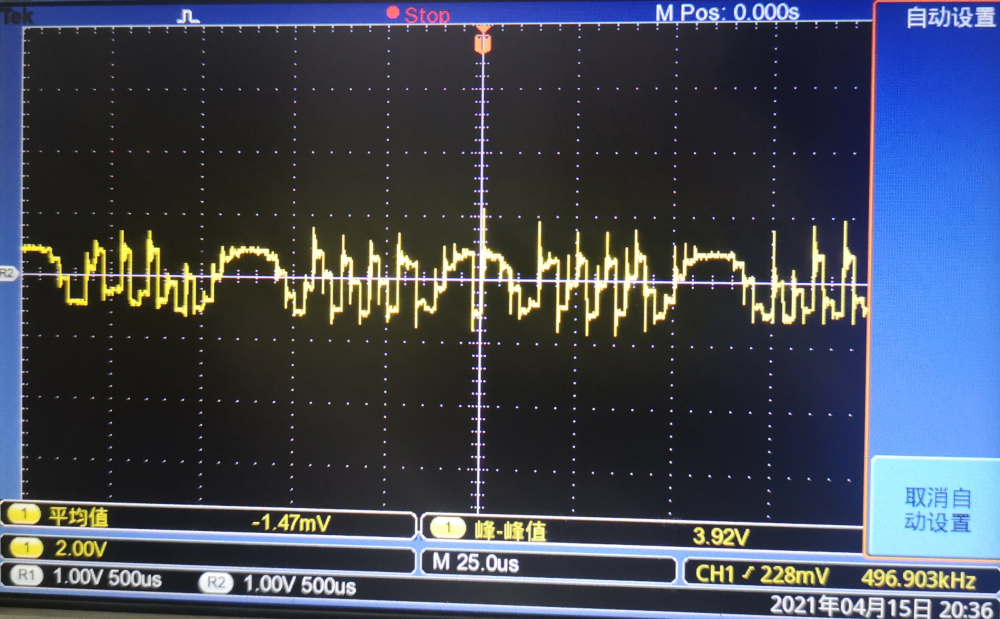 Tek
Stop
M Pos: 0.000s
自动设置
R2
取消自
动设置
1 平均值 -1.47mV
1 峰-峰值 3.92V
1 2.00V
M 25.0us
R1 1.00V 500us R2 1.00V 500us
CH1 228mV 496.903kHz
2021年04月15日 20:36